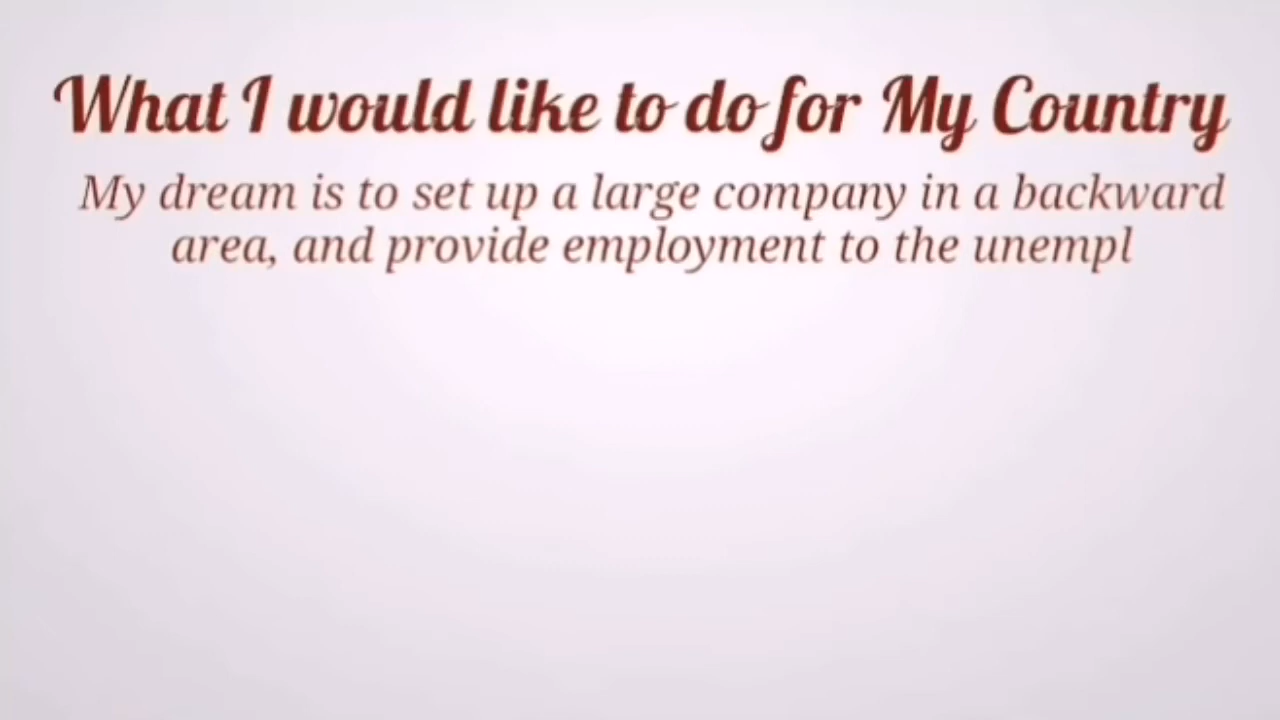 What I would like to do for My Country
My dream is to set up a large company in a backward
area, and provide employment to the unempl